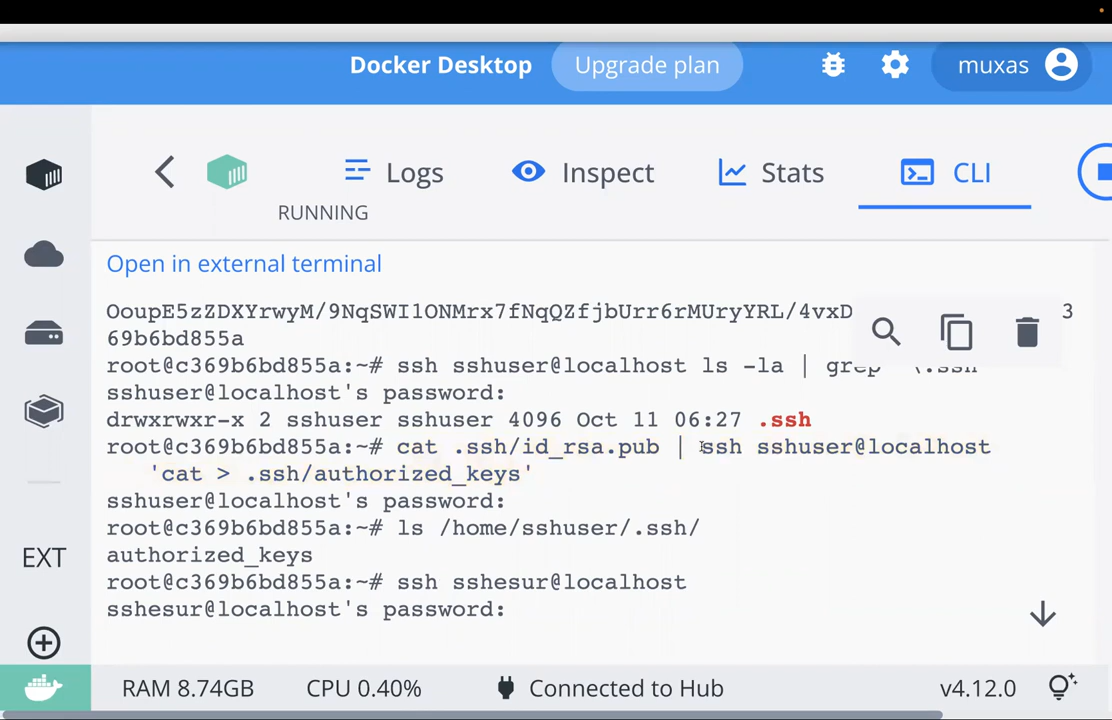 Docker Desktop Upgrade plan muxas
Logs Inspect Stats CLI
RUNNING
Open in external terminal
OoupE5zZDXYrwyM/9NqSWI1ONMrx7fNqQZfjbUrr6rMUryYRL/4vxD 3
69b6bd855a
root@c369b6bd855a:~# ssh sshuser@localhost ls -la | grep '\.ssh
sshuser@localhost's password:
drwxrwxr-x 2 sshuser sshuser 4096 Oct 11 06:27 .ssh
root@c369b6bd855a:~# cat .ssh/id_rsa.pub | ssh sshuser@localhost
'cat > .ssh/authorized_keys'
sshuser@localhost's password:
root@c369b6bd855a:~# ls /home/sshuser/.ssh/
authorized_keys
root@c369b6bd855a:~# ssh sshesur@localhost
sshesur@localhost's password:
EXT
RAM 8.74GB CPU 0.40% Connected to Hub v4.12.0